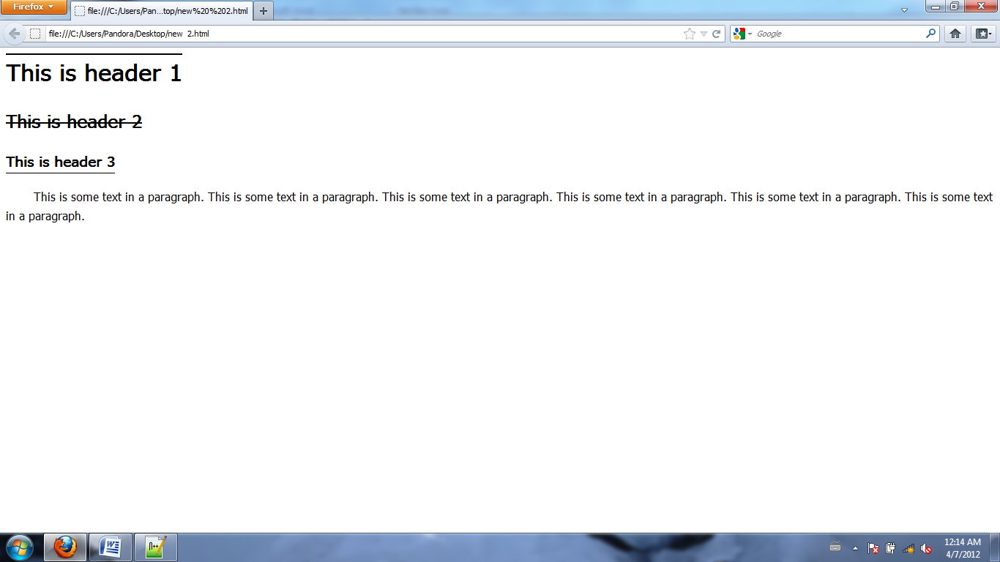 Firefox
file:///C:/Users/Pan...top/new%20%202.html
file:///C:/Users/Pandora/Desktop/new  2.html
Google
This is header 1
This is header 2
This is header 3
This is some text in a paragraph. This is some text in a paragraph. This is some text in a paragraph. This is some text in a paragraph. This is some text in a paragraph. This is some text
in a paragraph.
12:14 AM
4/7/2012